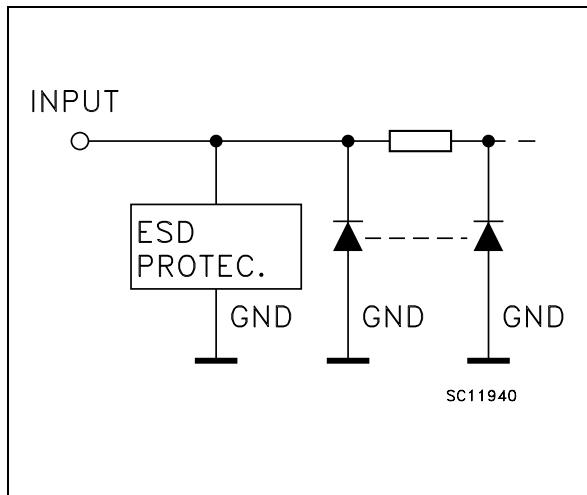 INPUT
ESD
PROTEC.
GND
GND
GND
SC11940